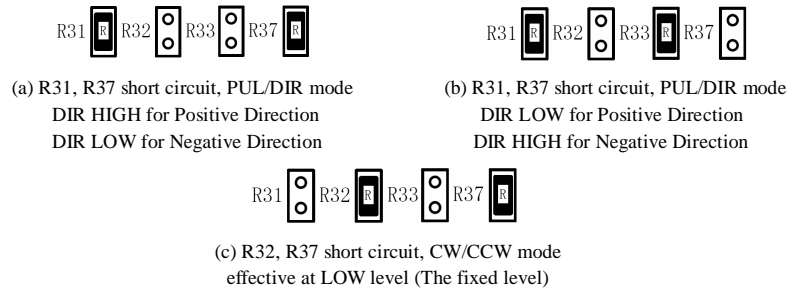 R31 R R32 R33 R37 R
(a) R31, R37 short circuit, PUL/DIR mode
DIR HIGH for Positive Direction
DIR LOW for Negative Direction
R31 R R32 R33 R R37
(b) R31, R37 short circuit, PUL/DIR mode
DIR LOW for Positive Direction
DIR HIGH for Negative Direction
R31 R32 R R33 R37 R
(c) R32, R37 short circuit, CW/CCW mode
effective at LOW level (The fixed level)